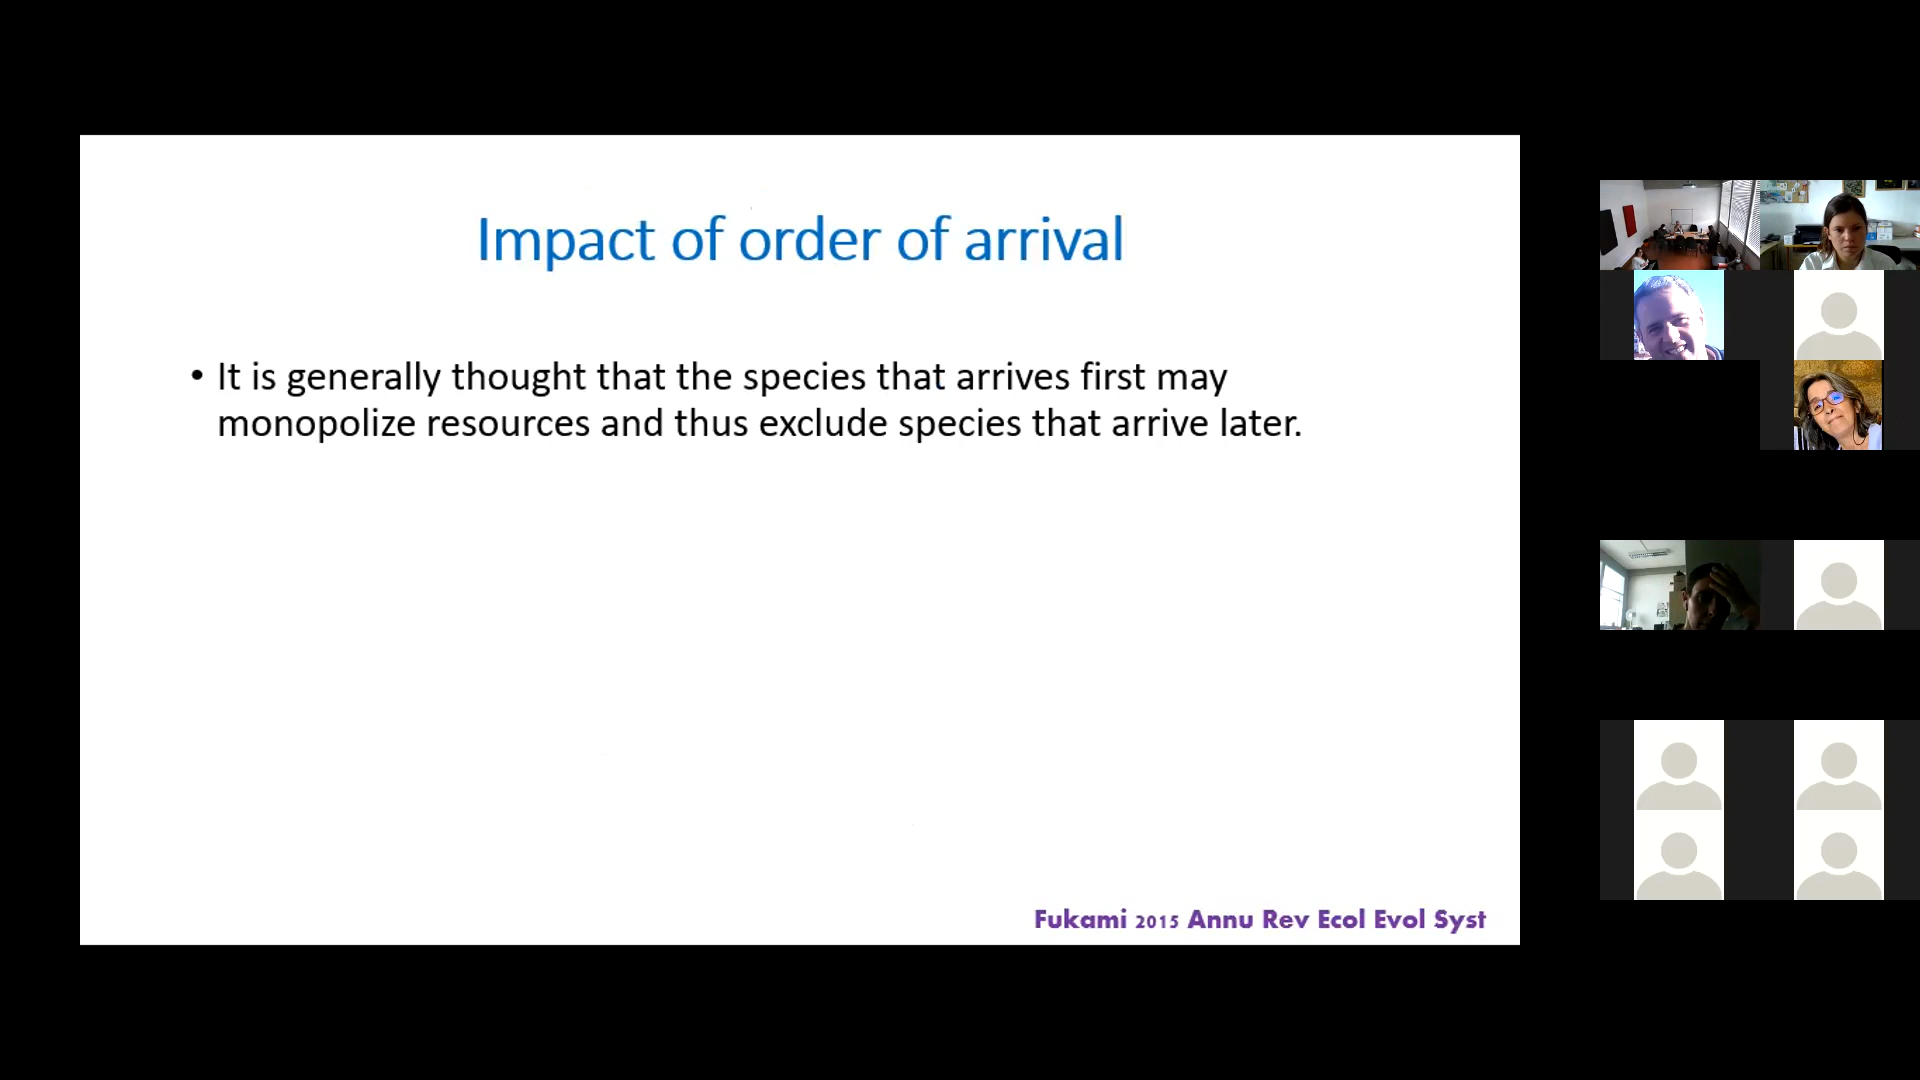 Impact of order of arrival
• It is generally thought that the species that arrives first may
monopolize resources and thus exclude species that arrive later.
Fukami 2015 Annu Rev Ecol Evol Syst